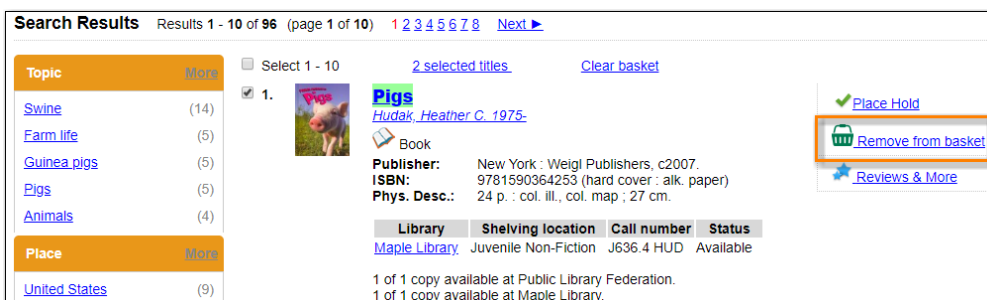 Search Results Results 1 - 10 of 96 (page 1 of 10) 1 2 3 4 5 6 7 8 Next ►
Topic More
Swine (14)
Farm life (5)
Guinea pigs (5)
Pigs (5)
Animals (4)
Place More
United States (9)
Select 1 - 10 2 selected titles Clear basket
1. Pigs
Hudak, Heather C. 1975-
Book
Publisher: New York : Weigl Publishers, c2007.
ISBN: 9781590364253 (hard cover : alk. paper)
Phys. Desc.: 24 p. : col. ill., col. map ; 27 cm.
Library Shelving location Call number Status
Maple Library Juvenile Non-Fiction J636.4 HUD Available
1 of 1 copy available at Public Library Federation.
1 of 1 copy available at Maple Library.
Place Hold
Remove from basket
Reviews & More
Pigs